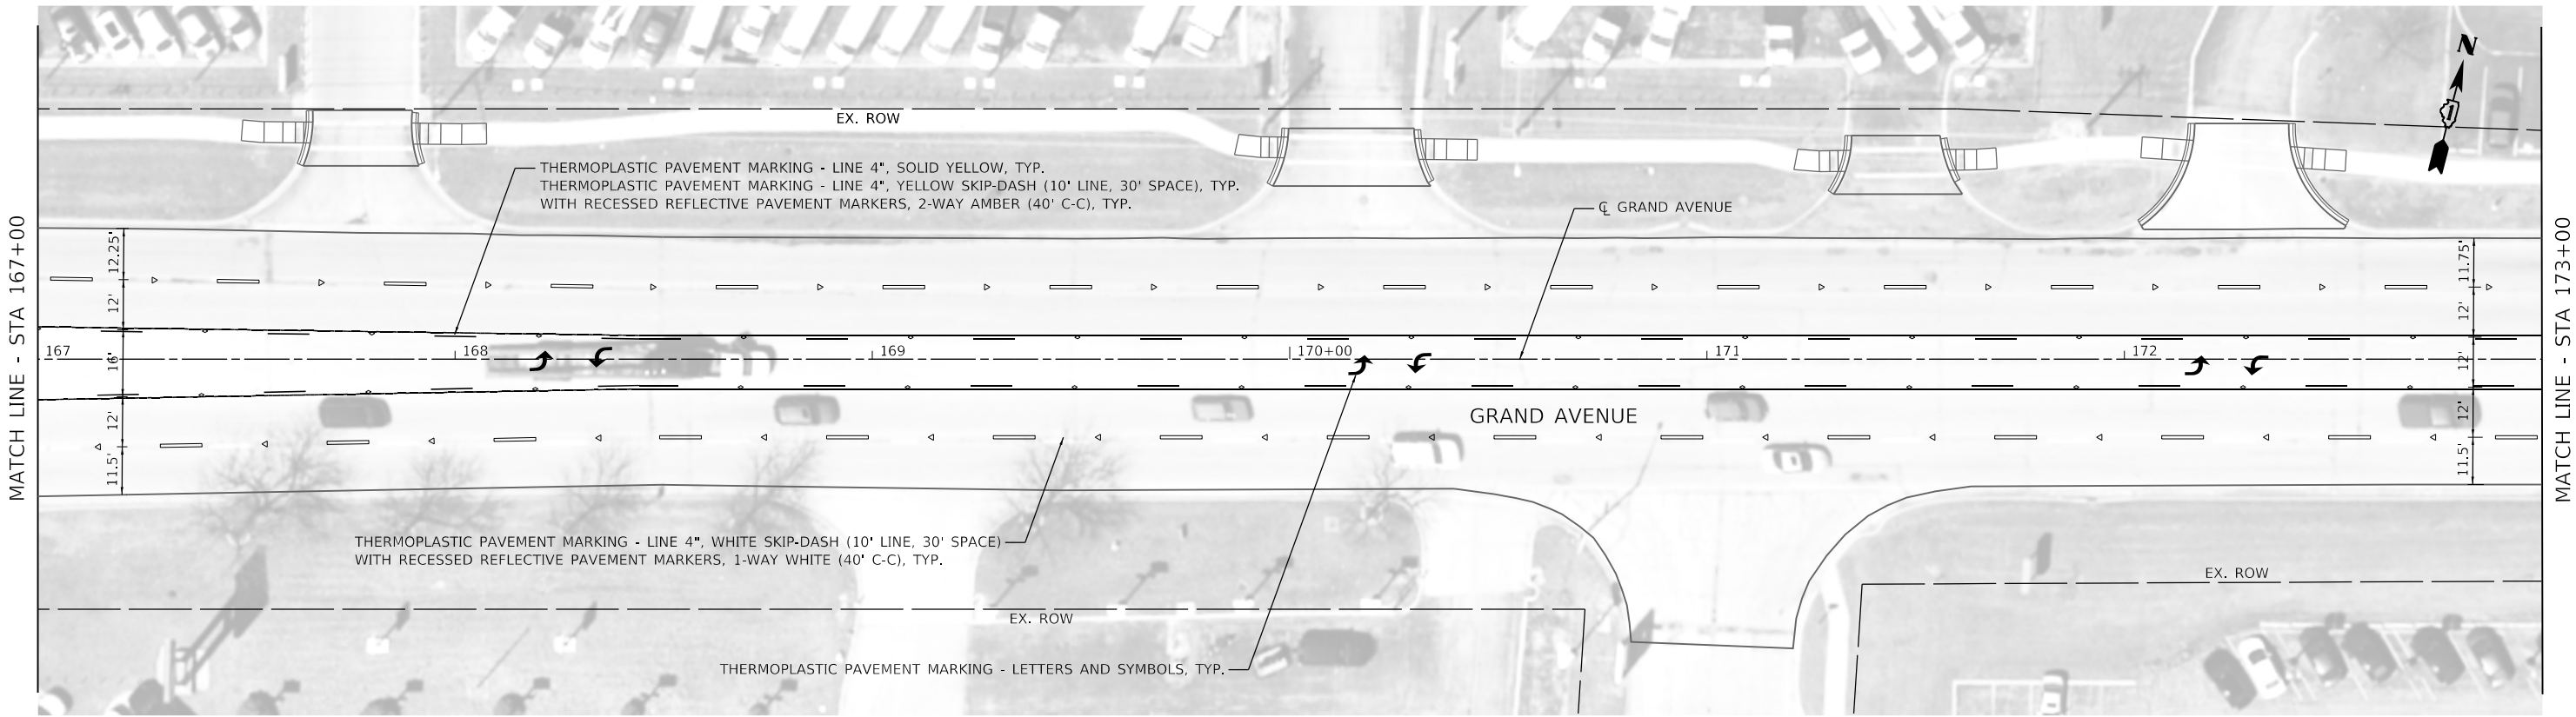 N
EX. ROW
THERMOPLASTIC PAVEMENT MARKING - LINE 4", SOLID YELLOW, TYP.
THERMOPLASTIC PAVEMENT MARKING - LINE 4", YELLOW SKIP-DASH (10' LINE, 30' SPACE), TYP.
WITH RECESSED REFLECTIVE PAVEMENT MARKERS, 2-WAY AMBER (40' C-C), TYP.
℄ GRAND AVENUE
MATCH LINE - STA 167+00
12.25'
12'
16'
12'
11.5'
167
168
169
170+00
171
172
11.75'
12'
12'
12'
11.5'
MATCH LINE - STA 173+00
GRAND AVENUE
THERMOPLASTIC PAVEMENT MARKING - LINE 4", WHITE SKIP-DASH (10' LINE, 30' SPACE)
WITH RECESSED REFLECTIVE PAVEMENT MARKERS, 1-WAY WHITE (40' C-C), TYP.
EX. ROW
EX. ROW
THERMOPLASTIC PAVEMENT MARKING - LETTERS AND SYMBOLS, TYP.